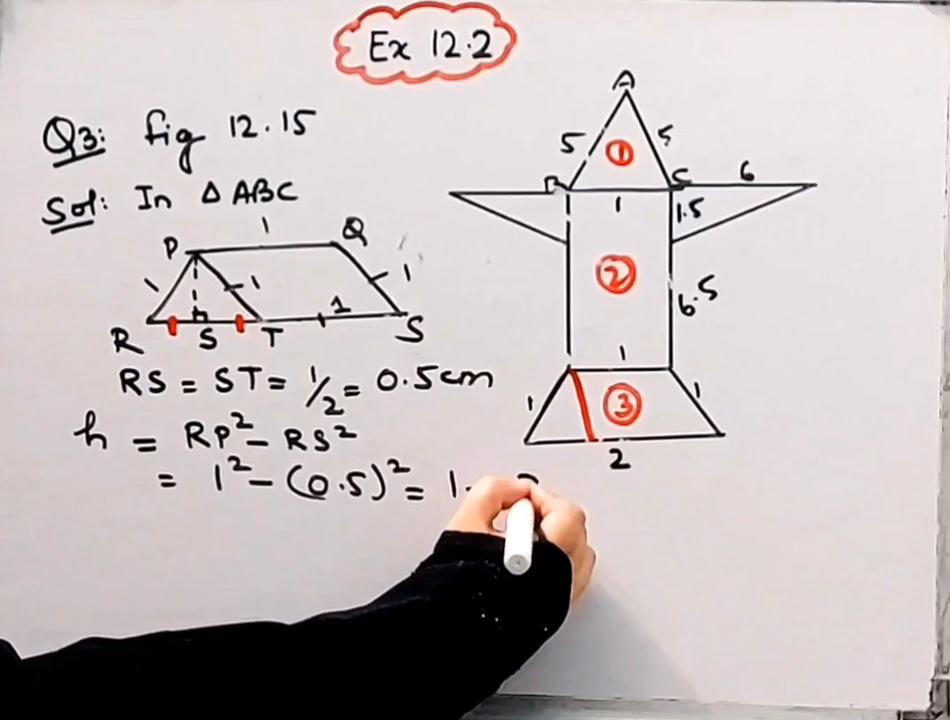 Ex 12.2
Q3: fig 12.15
Sol: In △ABC
P 1 Q
1 1 1
R S T 1 S
RS = ST = 1/2 = 0.5cm
h = RP² - RS²
= 1² - (0.5)² = 1 -
A
5 ① 5
B C 6
1 1.5
②
6.5
1
1 ③ 1
2